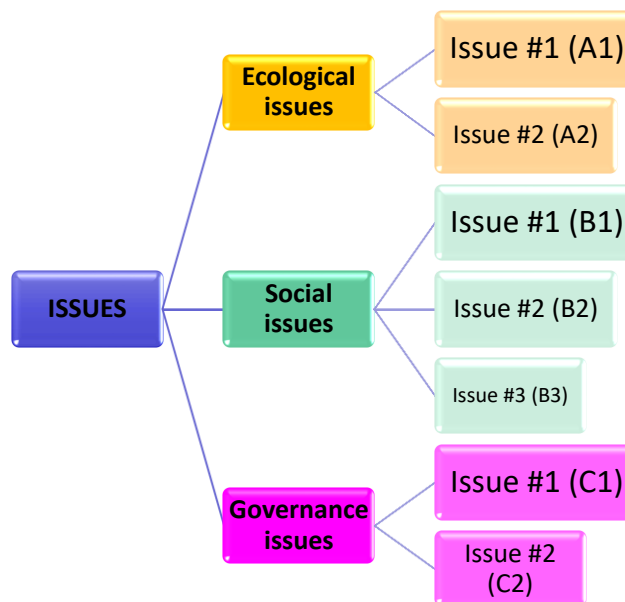 ISSUES
Ecological
issues
Issue #1 (A1)
Issue #2 (A2)
Social
issues
Issue #1 (B1)
Issue #2 (B2)
Issue #3 (B3)
Governance
issues
Issue #1 (C1)
Issue #2
(C2)